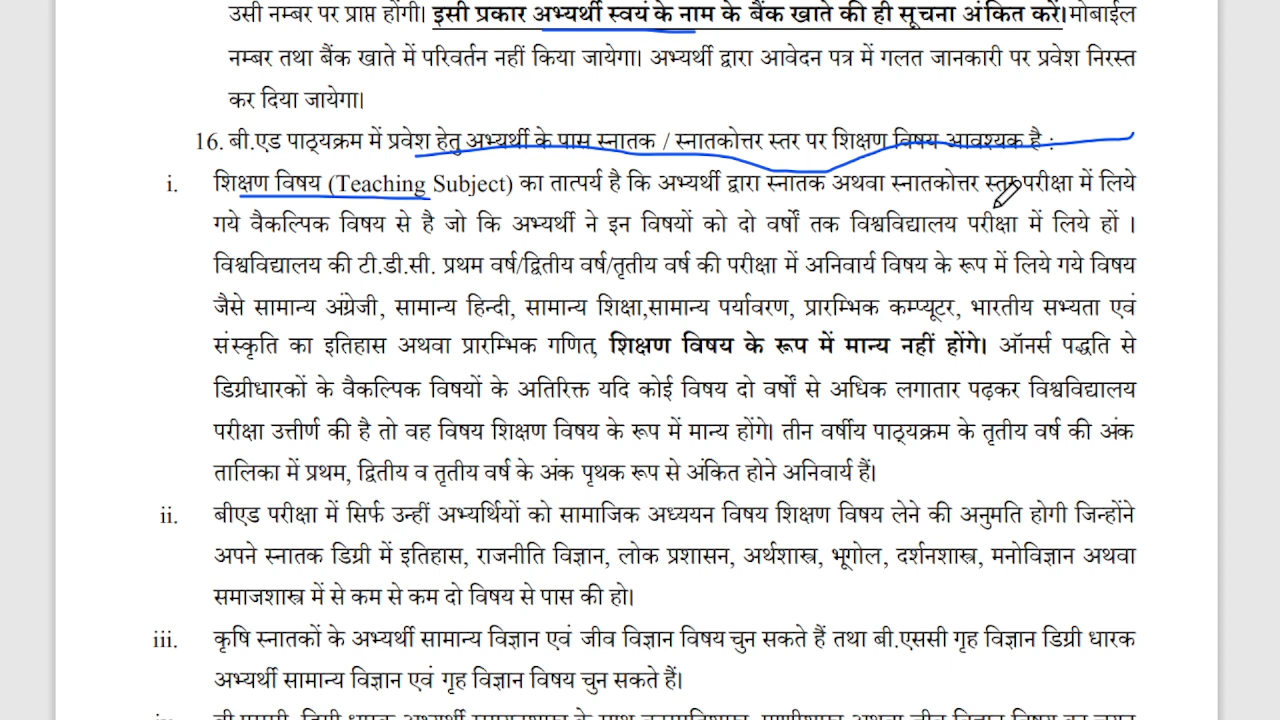 उसी नम्बर पर प्राप्त होंगी। इसी प्रकार अभ्यर्थी स्वयं के नाम के बैंक खाते की ही सूचना अंकित करें। मोबाईल
नम्बर तथा बैंक खाते में परिवर्तन नहीं किया जायेगा। अभ्यर्थी द्वारा आवेदन पत्र में गलत जानकारी पर प्रवेश निरस्त
कर दिया जायेगा।
16. बी.एड पाठ्यक्रम में प्रवेश हेतु अभ्यर्थी के पास स्नातक / स्नातकोत्तर स्तर पर शिक्षण विषय आवश्यक है :
i. शिक्षण विषय (Teaching Subject) का तात्पर्य है कि अभ्यर्थी द्वारा स्नातक अथवा स्नातकोत्तर स्तर परीक्षा में लिये
गये वैकल्पिक विषय से है जो कि अभ्यर्थी ने इन विषयों को दो वर्षों तक विश्वविद्यालय परीक्षा में लिये हों ।
विश्वविद्यालय की टी.डी.सी. प्रथम वर्ष/द्वितीय वर्ष/तृतीय वर्ष की परीक्षा में अनिवार्य विषय के रूप में लिये गये विषय
जैसे सामान्य अंग्रेजी, सामान्य हिन्दी, सामान्य शिक्षा,सामान्य पर्यावरण, प्रारम्भिक कम्प्यूटर, भारतीय सभ्यता एवं
संस्कृति का इतिहास अथवा प्रारम्भिक गणित, शिक्षण विषय के रूप में मान्य नहीं होंगे। ऑनर्स पद्धति से
डिग्रीधारकों के वैकल्पिक विषयों के अतिरिक्त यदि कोई विषय दो वर्षों से अधिक लगातार पढ़कर विश्वविद्यालय
परीक्षा उत्तीर्ण की है तो वह विषय शिक्षण विषय के रूप में मान्य होंगे। तीन वर्षीय पाठ्यक्रम के तृतीय वर्ष की अंक
तालिका में प्रथम, द्वितीय व तृतीय वर्ष के अंक पृथक रूप से अंकित होने अनिवार्य हैं।
ii. बीएड परीक्षा में सिर्फ उन्हीं अभ्यर्थियों को सामाजिक अध्ययन विषय शिक्षण विषय लेने की अनुमति होगी जिन्होंने
अपने स्नातक डिग्री में इतिहास, राजनीति विज्ञान, लोक प्रशासन, अर्थशास्त्र, भूगोल, दर्शनशास्त्र, मनोविज्ञान अथवा
समाजशास्त्र में से कम से कम दो विषय से पास की हो।
iii. कृषि स्नातकों के अभ्यर्थी सामान्य विज्ञान एवं जीव विज्ञान विषय चुन सकते हैं तथा बी.एससी गृह विज्ञान डिग्री धारक
अभ्यर्थी सामान्य विज्ञान एवं गृह विज्ञान विषय चुन सकते हैं।